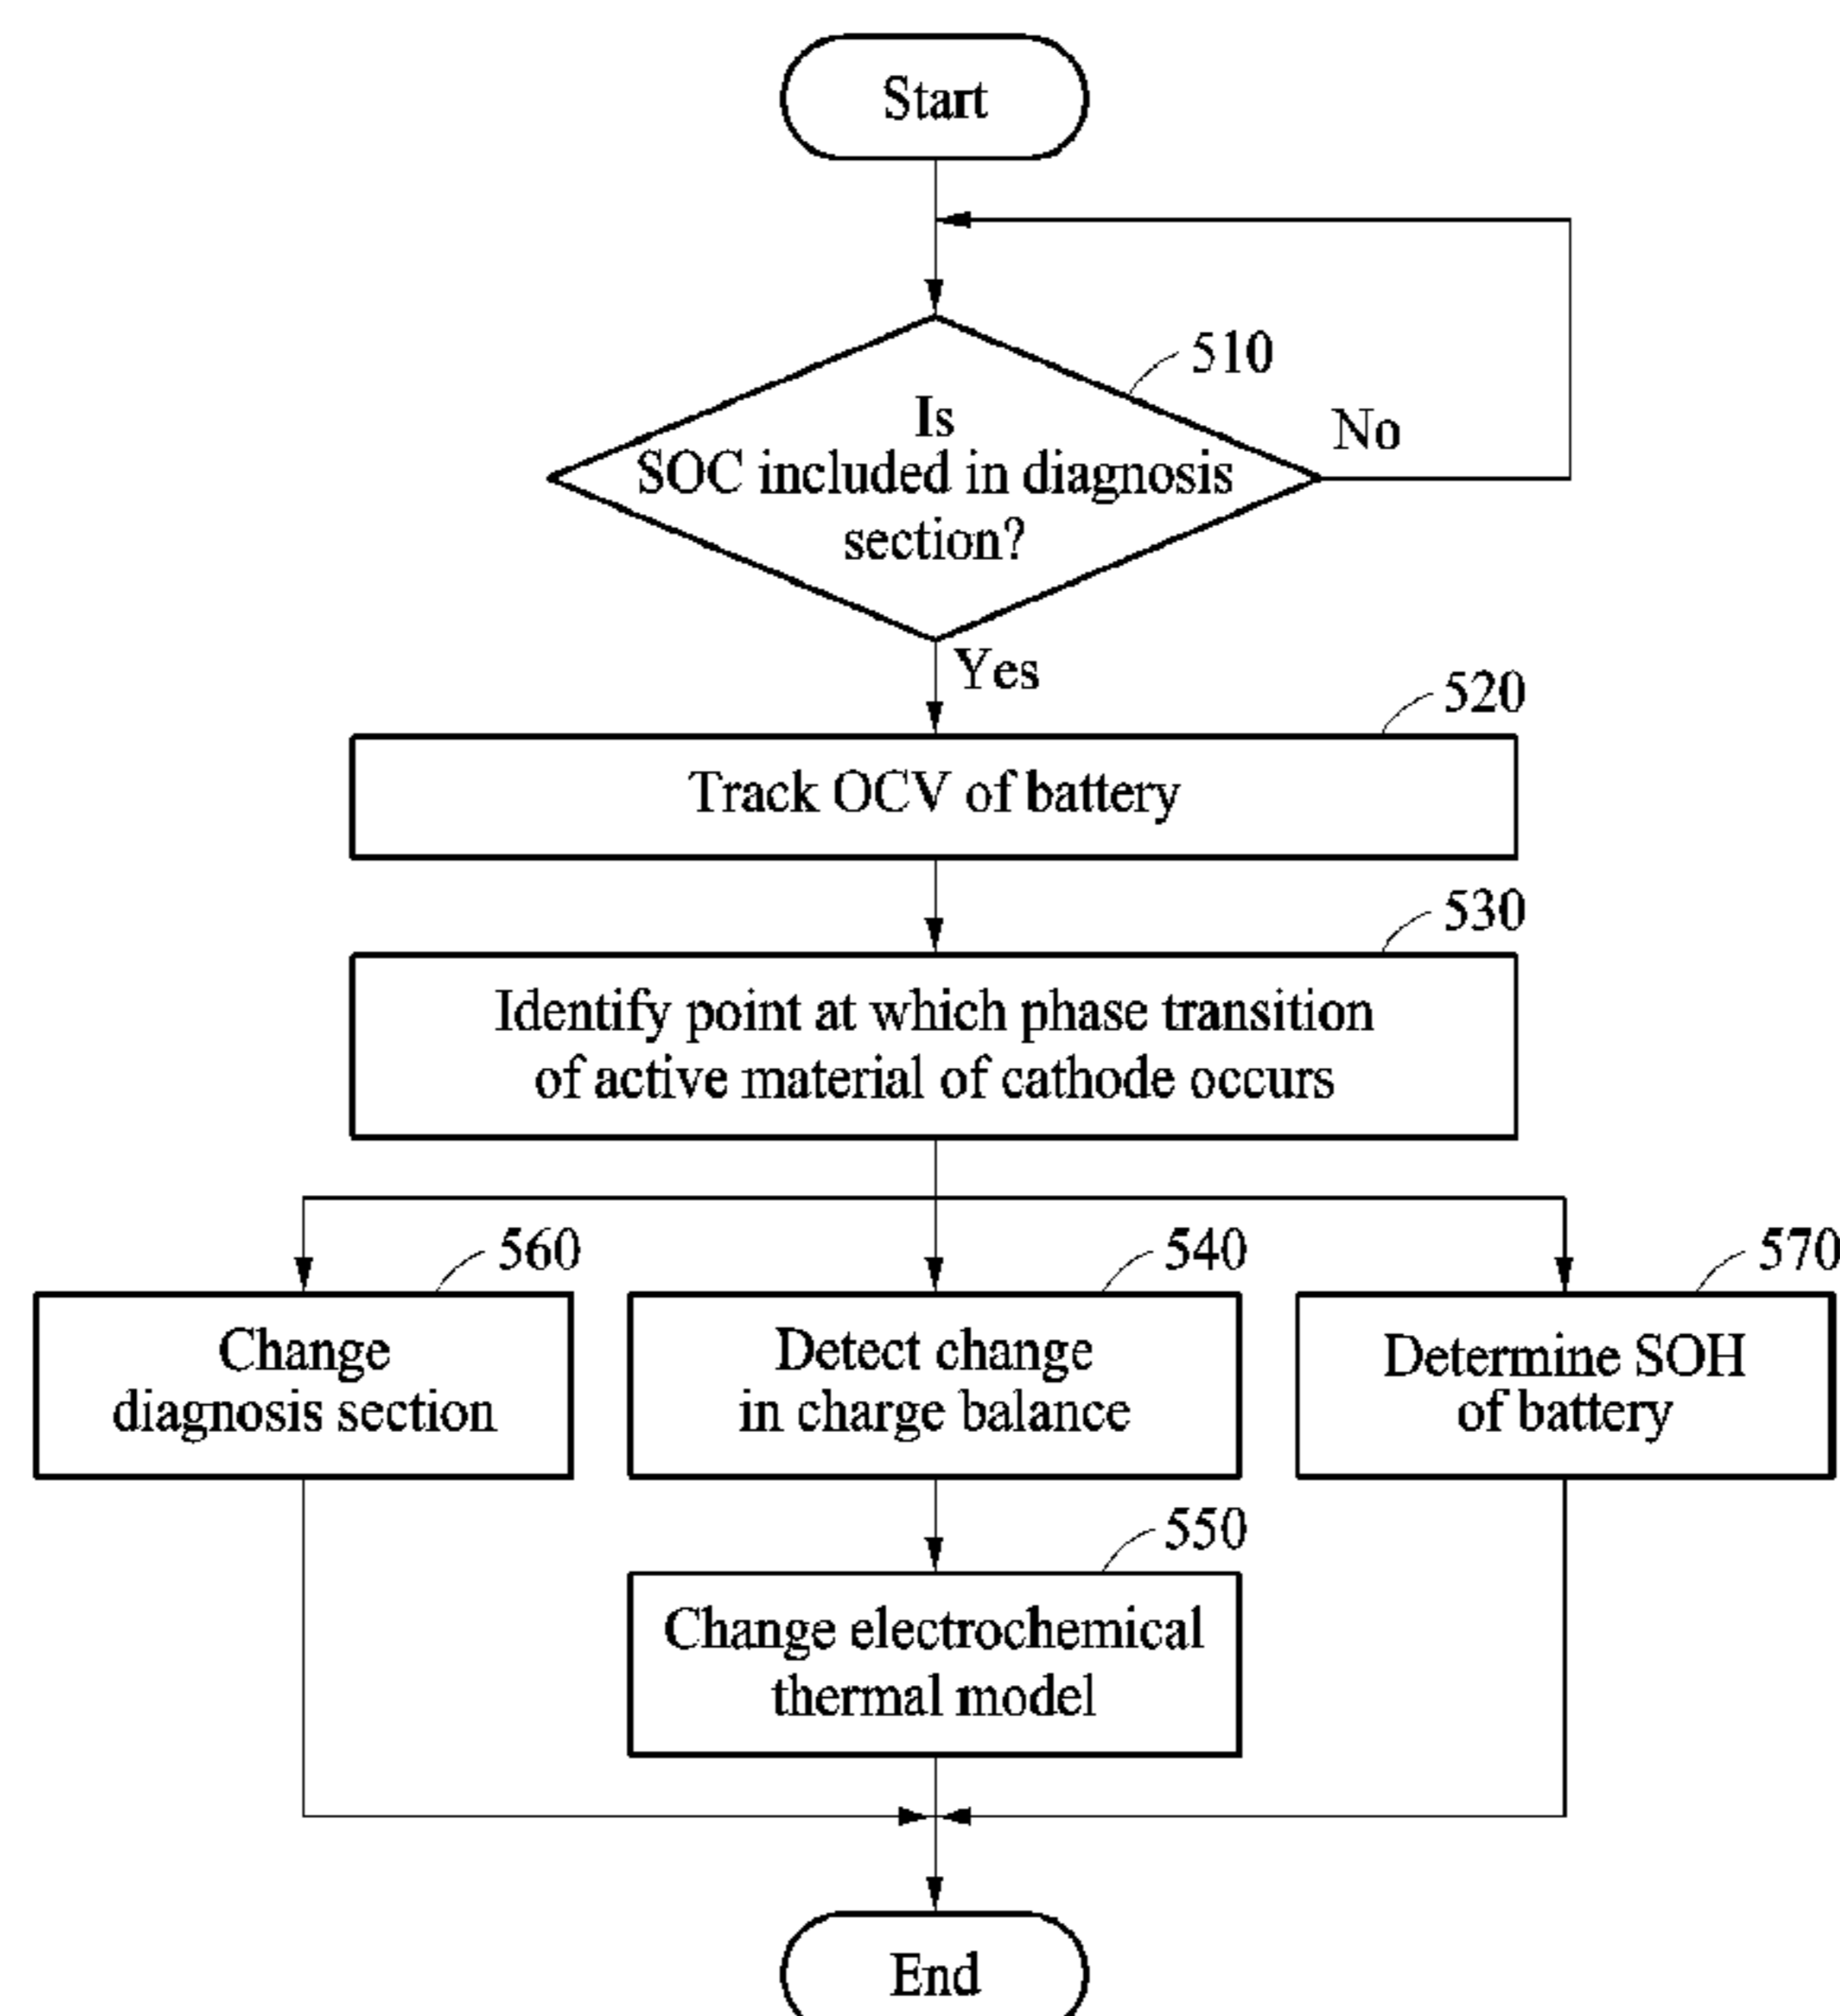 Start
510
Is
SOC included in diagnosis
section?
No
Yes
520
Track OCV of battery
530
Identify point at which phase transition
of active material of cathode occurs
560
Change
diagnosis section
540
Detect change
in charge balance
570
Determine SOH
of battery
550
Change electrochemical
thermal model
End